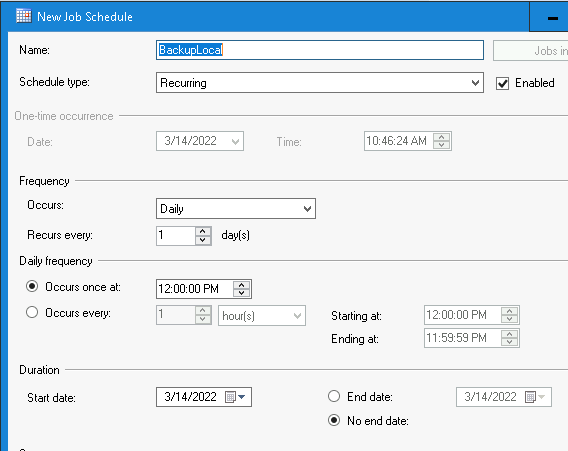 New Job Schedule
Name: BackupLocal Jobs in
Schedule type: Recurring Enabled
One-time occurrence
Date: 3/14/2022 Time: 10:46:24 AM
Frequency
Occurs: Daily
Recurs every: 1 day(s)
Daily frequency
Occurs once at: 12:00:00 PM
Occurs every: 1 hour(s) Starting at: 12:00:00 PM
Ending at: 11:59:59 PM
Duration
Start date: 3/14/2022 End date: 3/14/2022
No end date: